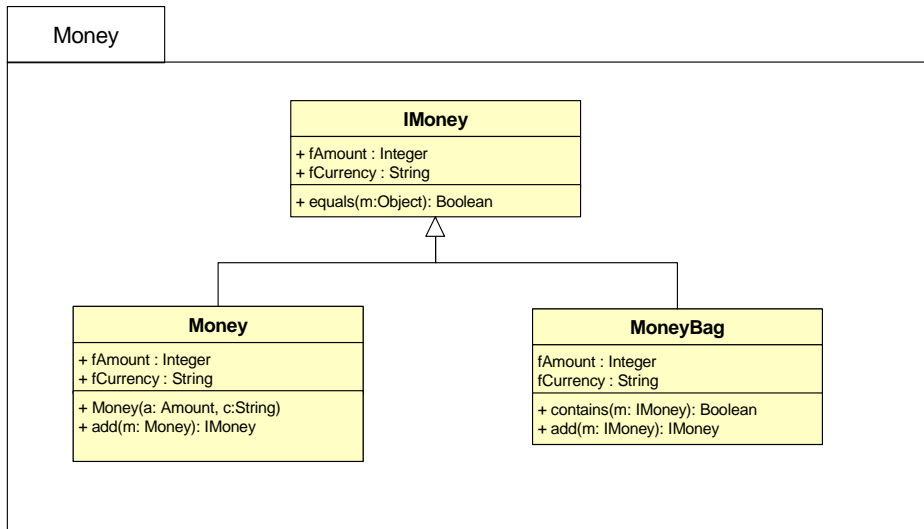 Money
IMoney
+ fAmount : Integer
+ fCurrency : String
+ equals(m:Object): Boolean
Money
+ fAmount : Integer
+ fCurrency : String
+ Money(a: Amount, c:String)
+ add(m: Money): IMoney
MoneyBag
fAmount : Integer
fCurrency : String
+ contains(m: IMoney): Boolean
+ add(m: IMoney): IMoney